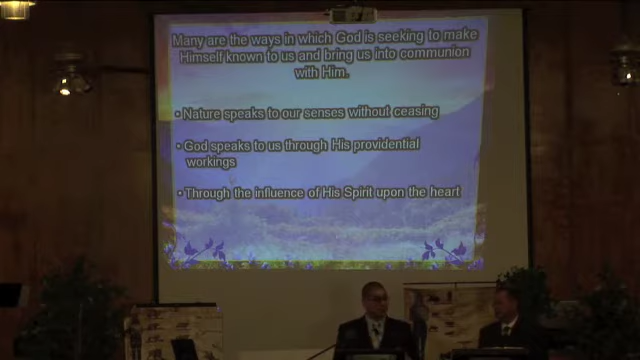 Many are the ways in which God is seeking to make
Himself known to us and bring us into communion
with Him.
• Nature speaks to our senses without ceasing
• God speaks to us through His providential
workings
• Through the influence of His Spirit upon the heart